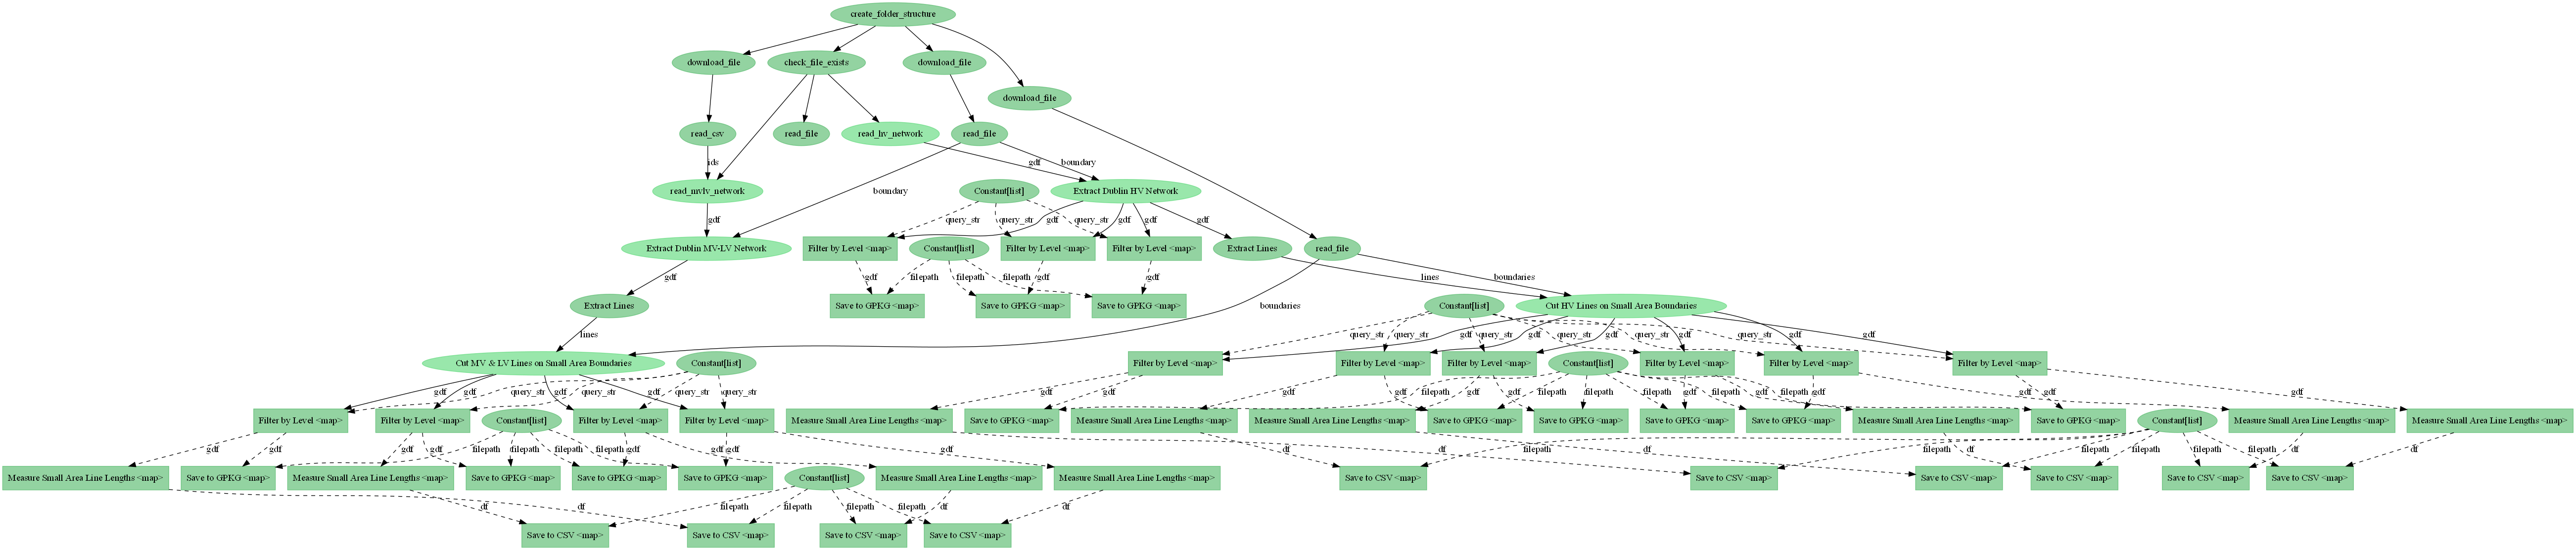 create_folder_structure
download_file
check_file_exists
download_file
download_file
read_csv
read_file
read_hv_network
read_file
ids
gdf
boundary
read_mvlv_network
boundary
Constant[list]
Extract Dublin HV Network
gdf
query_str
query_str
gdf
query_str
gdf
gdf
gdf
Extract Dublin MV-LV Network
Filter by Level <map>
Constant[list]
Filter by Level <map>
Filter by Level <map>
Extract Lines
read_file
gdf
gdf
filepath
filepath
gdf
filepath
gdf
lines
boundaries
Extract Lines
Save to GPKG <map>
Save to GPKG <map>
Save to GPKG <map>
boundaries
Constant[list]
Cut HV Lines on Small Area Boundaries
lines
query_str
query_str
gdf
query_str
gdf
gdf
query_str
gdf
query_str
gdf
query_str
gdf
Cut MV & LV Lines on Small Area Boundaries
Constant[list]
Filter by Level <map>
Filter by Level <map>
Filter by Level <map>
Constant[list]
Filter by Level <map>
Filter by Level <map>
Filter by Level <map>
gdf
gdf
query_str
gdf
query_str
gdf
query_str
query_str
gdf
gdf
gdf
gdf
filepath
gdf
gdf
filepath
filepath
filepath
gdf
filepath
gdf
filepath
gdf
gdf
gdf
gdf
Filter by Level <map>
Filter by Level <map>
Constant[list]
Filter by Level <map>
Filter by Level <map>
Measure Small Area Line Lengths <map>
Save to GPKG <map>
Measure Small Area Line Lengths <map>
Measure Small Area Line Lengths <map>
Save to GPKG <map>
Save to GPKG <map>
Save to GPKG <map>
Save to GPKG <map>
Measure Small Area Line Lengths <map>
Save to GPKG <map>
Constant[list]
Measure Small Area Line Lengths <map>
Measure Small Area Line Lengths <map>
gdf
gdf
gdf
gdf
filepath
filepath
filepath
gdf
filepath
gdf
gdf
gdf
df
df
df
filepath
filepath
df
filepath
filepath
filepath
df
filepath
df
Measure Small Area Line Lengths <map>
Save to GPKG <map>
Measure Small Area Line Lengths <map>
Save to GPKG <map>
Save to GPKG <map>
Save to GPKG <map>
Constant[list]
Measure Small Area Line Lengths <map>
Measure Small Area Line Lengths <map>
Save to CSV <map>
Save to CSV <map>
Save to CSV <map>
Save to CSV <map>
Save to CSV <map>
Save to CSV <map>
df
df
filepath
filepath
filepath
filepath
df
df
Save to CSV <map>
Save to CSV <map>
Save to CSV <map>
Save to CSV <map>